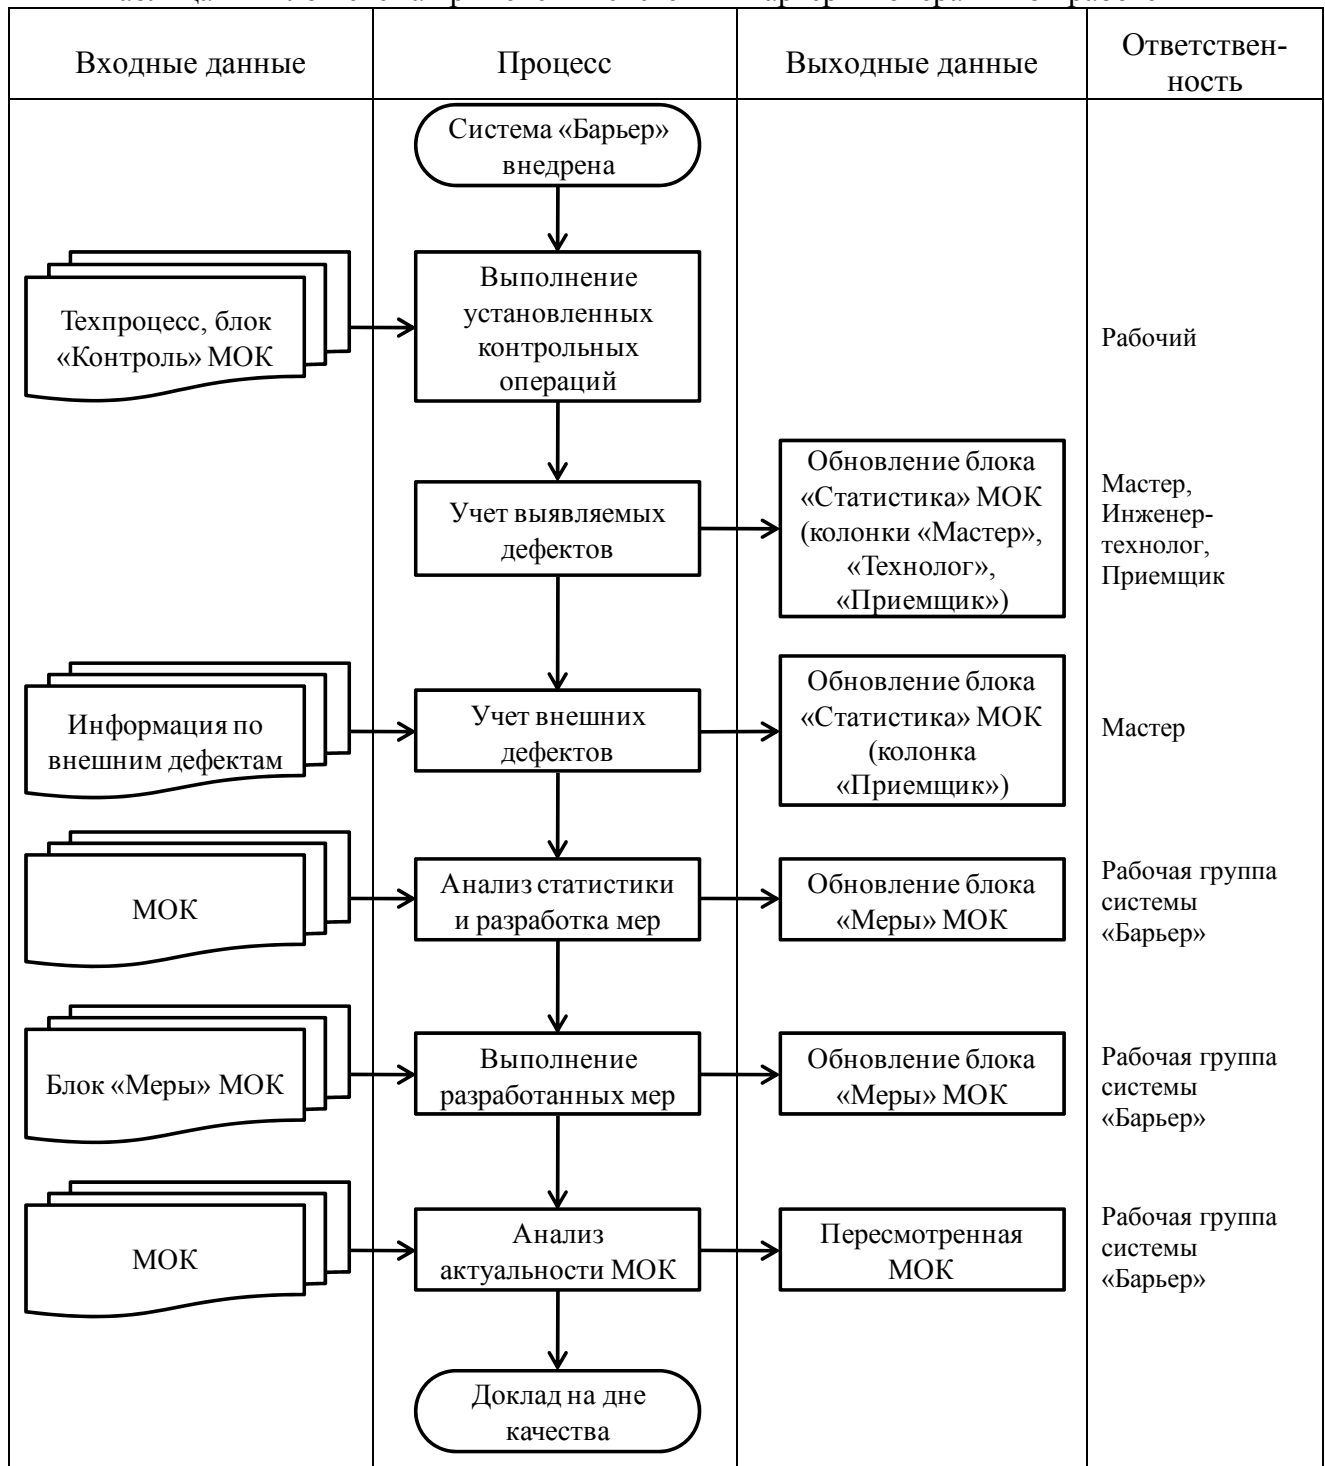 Входные данные
Процесс
Выходные данные
Ответствен-
ность
Система «Барьер»
внедрена
Техпроцесс, блок
«Контроль» МОК
Выполнение
установленных
контрольных
операций
Рабочий
Учет выявляемых
дефектов
Обновление блока
«Статистика» МОК
(колонки «Мастер»,
«Технолог»,
«Приемщик»)
Мастер,
Инженер-
технолог,
Приемщик
Информация по
внешним дефектам
Учет внешних
дефектов
Обновление блока
«Статистика» МОК
(колонка
«Приемщик»)
Мастер
МОК
Анализ статистики
и разработка мер
Обновление блока
«Меры» МОК
Рабочая группа
системы
«Барьер»
Блок «Меры» МОК
Выполнение
разработанных мер
Обновление блока
«Меры» МОК
Рабочая группа
системы
«Барьер»
МОК
Анализ
актуальности МОК
Пересмотренная
МОК
Рабочая группа
системы
«Барьер»
Доклад на дне
качества